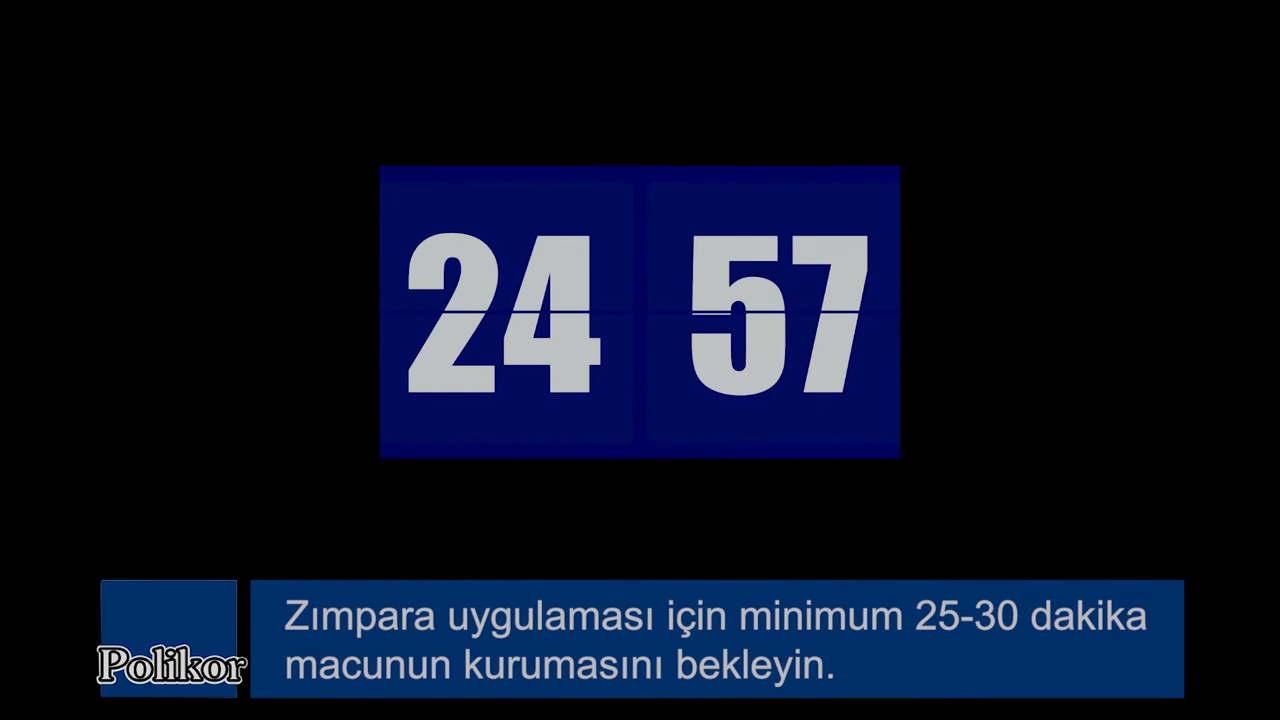 24 57
Zımpara uygulaması için minimum 25-30 dakika
macunun kurumasını bekleyin.
Polikor